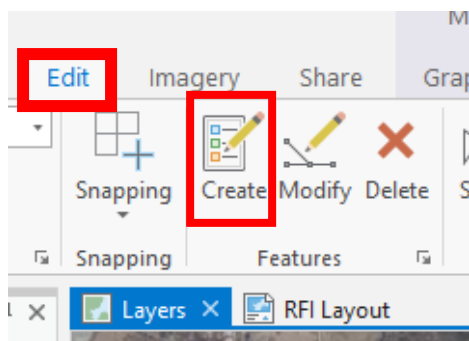 Edit Imagery Share
Snapping Create Modify Delete
Snapping Features
Layers RFI Layout